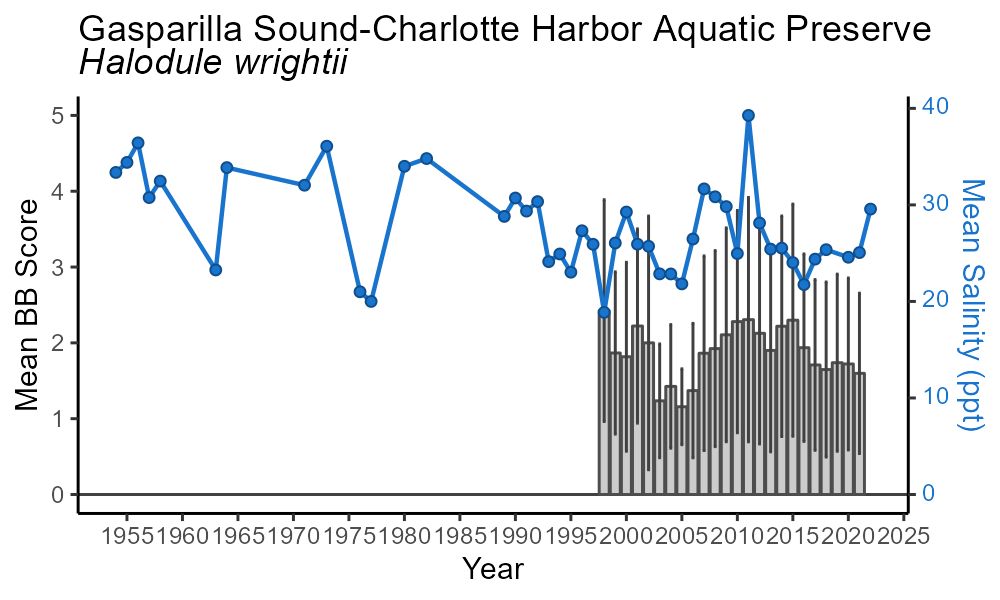 Gasparilla Sound-Charlotte Harbor Aquatic Preserve
Halodule wrightii
Mean BB Score
5
4
3
2
1
0
40
30
20
10
0
Mean Salinity (ppt)
1955 1960 1965 1970 1975 1980 1985 1990 1995 2000 2005 2010 2015 2020 2025
Year